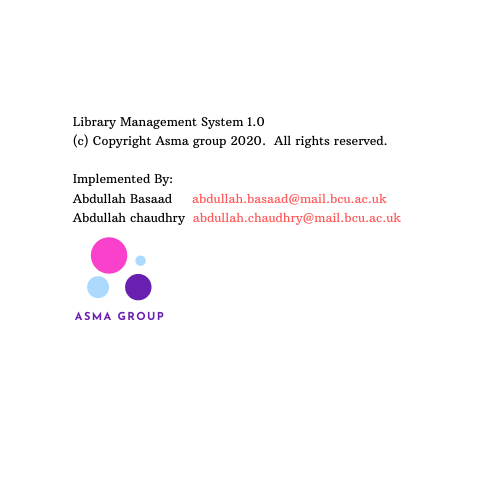 Library Management System 1.0
(c) Copyright Asma group 2020.  All rights reserved.
Implemented By:
Abdullah Basaad abdullah.basaad@mail.bcu.ac.uk
Abdullah chaudhry abdullah.chaudhry@mail.bcu.ac.uk
ASMA GROUP